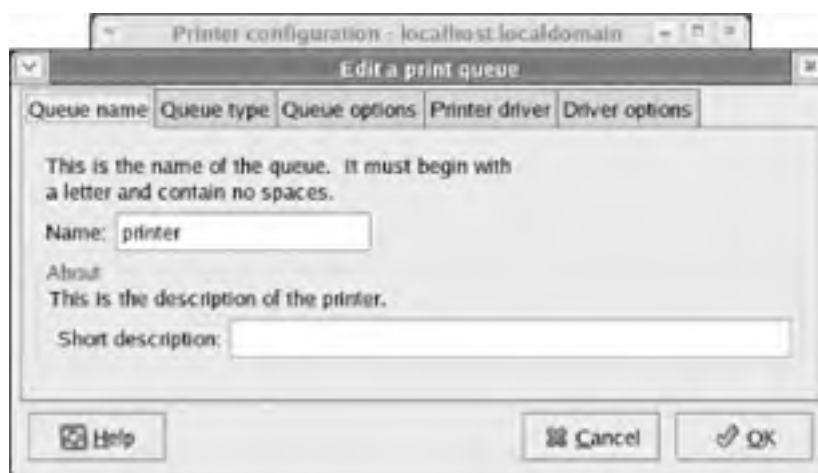 Printer configuration - localhost.localdomain
Edit a print queue
Queue name Queue type Queue options Printer driver Driver options
This is the name of the queue. It must begin with
a letter and contain no spaces.
Name: printer
About
This is the description of the printer.
Short description:
Help Cancel OK